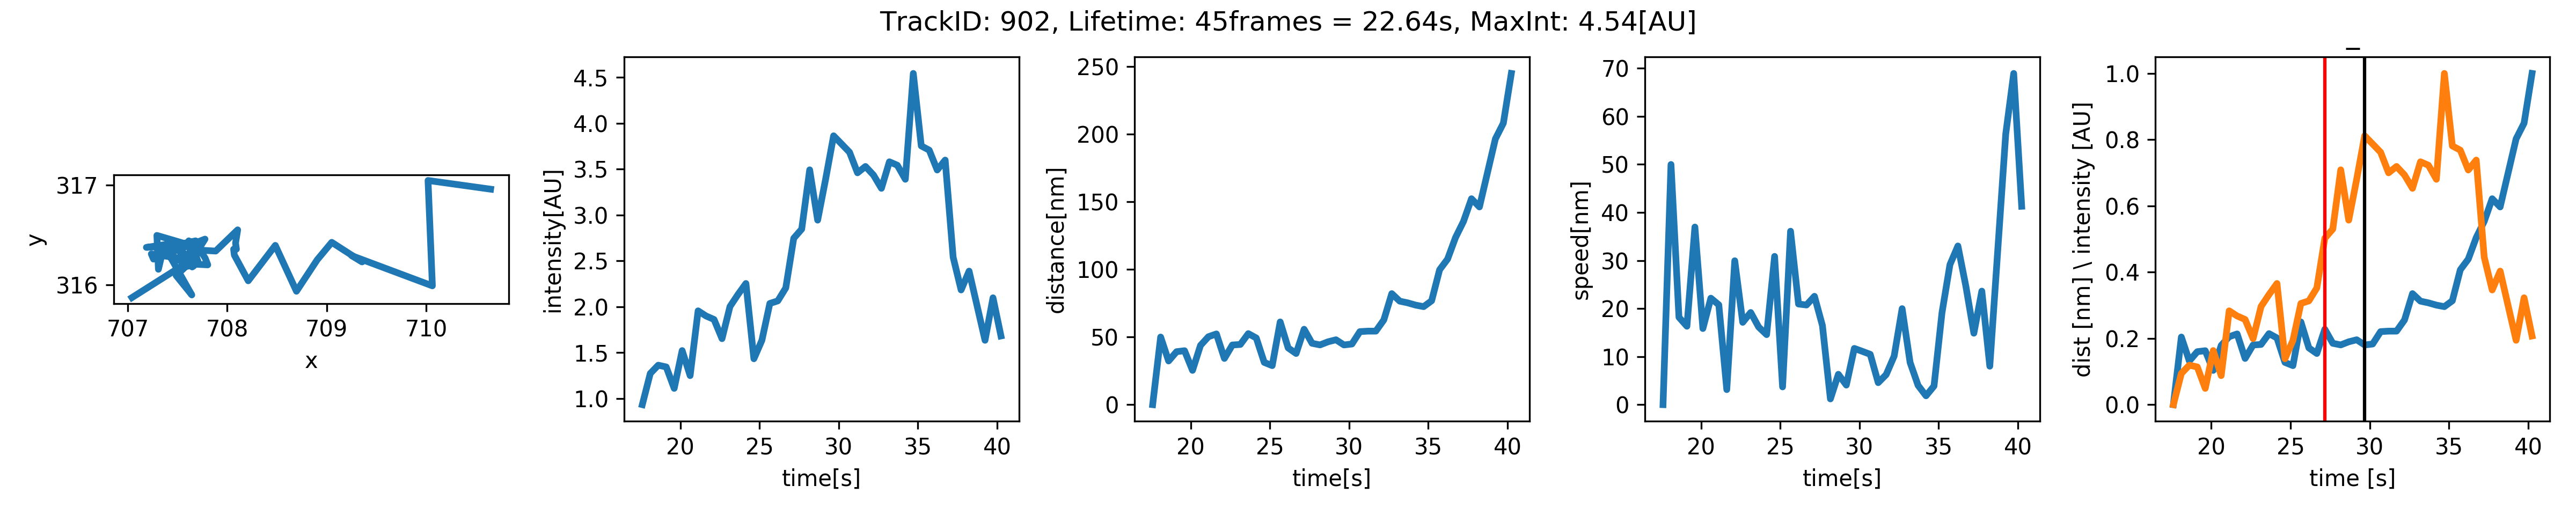 TrackID: 902, Lifetime: 45frames = 22.64s, MaxInt: 4.54[AU]
317
316
y
707 708 709 710
x
4.5
4.0
3.5
3.0
2.5
2.0
1.5
1.0
intensity[AU]
20 25 30 35 40
time[s]
250
200
150
100
50
0
distance[nm]
20 25 30 35 40
time[s]
70
60
50
40
30
20
10
0
speed[nm]
20 25 30 35 40
time[s]
_
1.0
0.8
0.6
0.4
0.2
0.0
dist [nm] \ intensity [AU]
20 25 30 35 40
time [s]